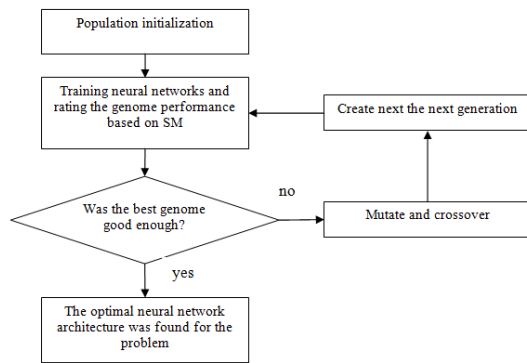 Population initialization
Training neural networks and
rating the genome performance
based on SM
Create next the next generation
Was the best genome
good enough?
no
Mutate and crossover
yes
The optimal neural network
architecture was found for the
problem